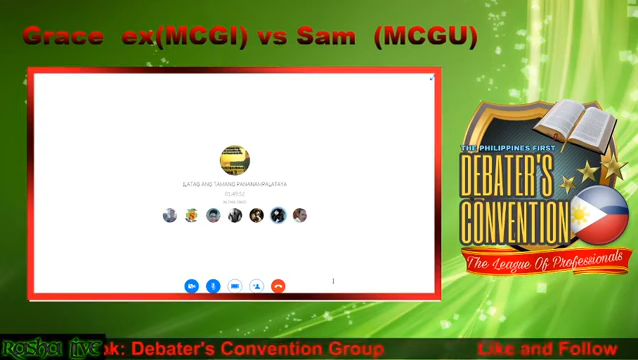 Grace ex(MCGI) vs Sam (MCGU)
ILATAG ANG TAMANG PANANAMPALATAYA
THE PHILIPPINES FIRST
DEBATER'S
CONVENTION
The League Of Professionals
Rasha live
ok: Debater's Convention Group
Like and Follow